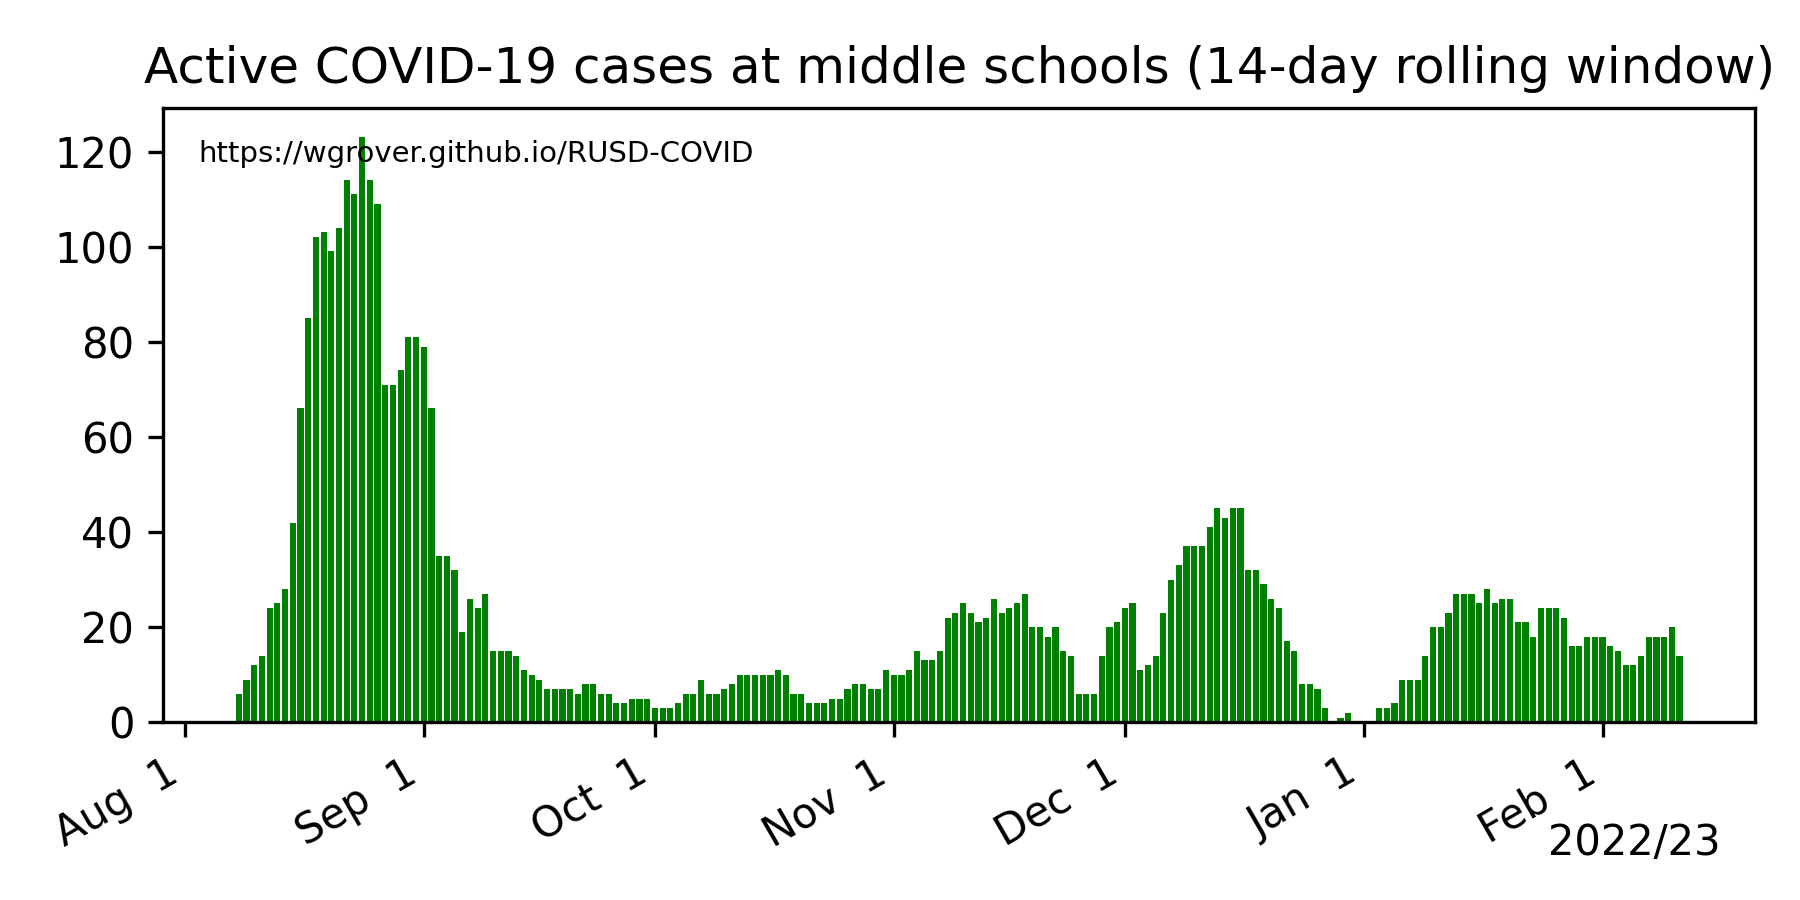 Active COVID-19 cases at middle schools (14-day rolling window)
https://wgrover.github.io/RUSD-COVID
120
100
80
60
40
20
0
Aug 1
Sep 1
Oct 1
Nov 1
Dec 1
Jan 1
Feb 1
2022/23